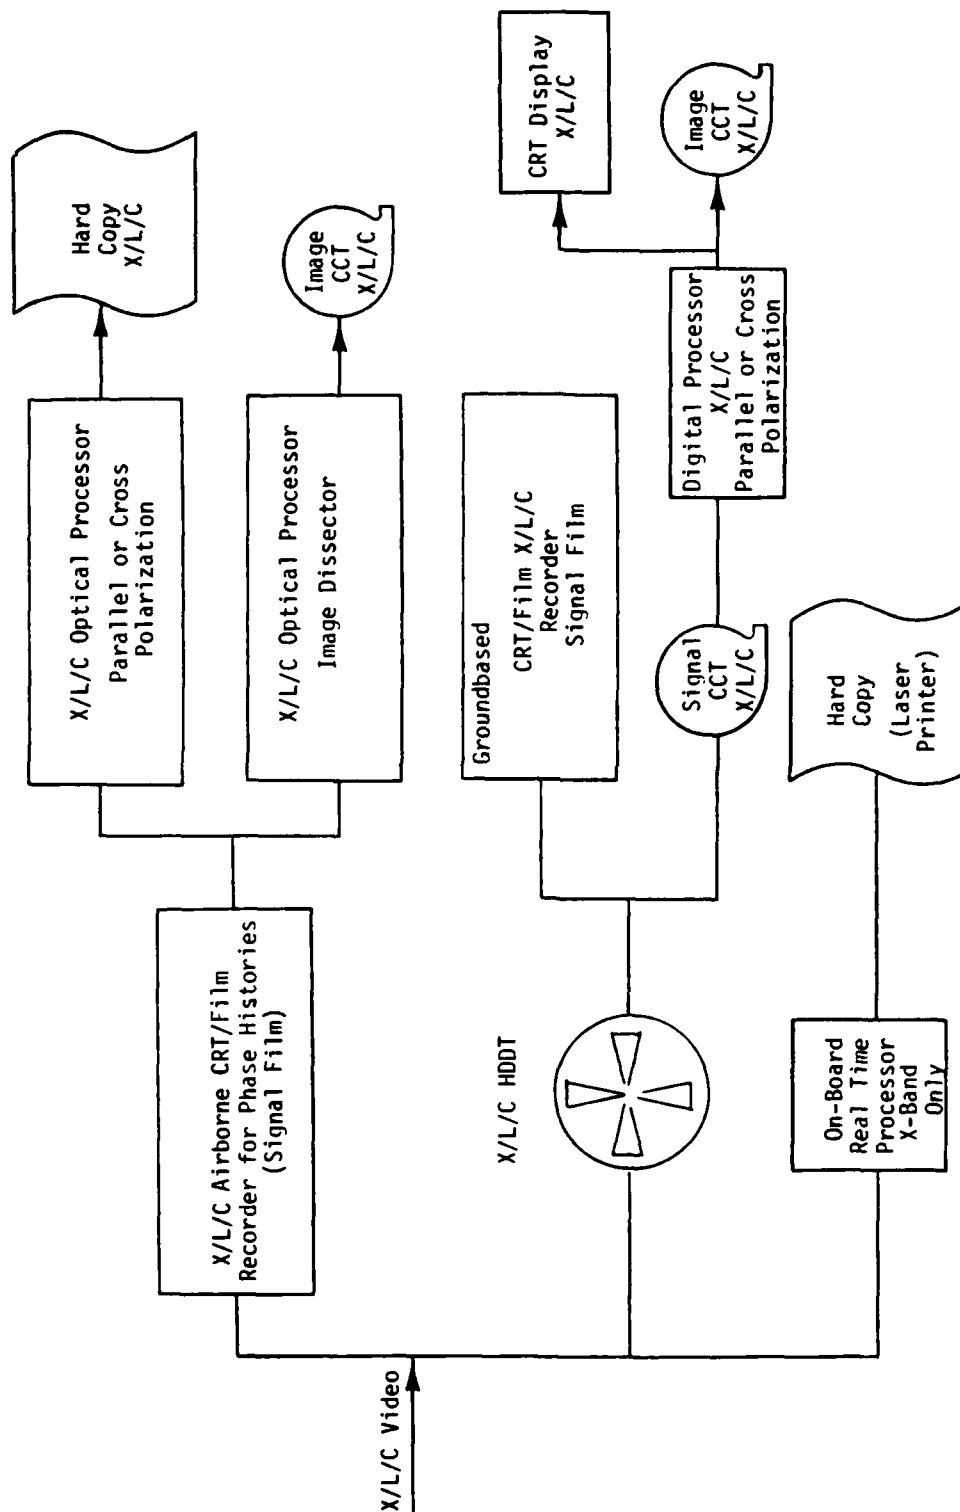 X/L/C Video
X/L/C Airborne CRT/Film
Recorder for Phase Histories
(Signal Film)
X/L/C Optical Processor
Parallel or Cross
Polarization
Hard
Copy
X/L/C
X/L/C Optical Processor
Image Dissector
Image
CCT
X/L/C
X/L/C HDDT
Groundbased
CRT/Film X/L/C
Recorder
Signal Film
Signal
CCT
X/L/C
Digital Processor
X/L/C
Parallel or Cross
Polarization
CRT Display
X/L/C
Image
CCT
X/L/C
On-Board
Real Time
Processor
X-Band
Only
Hard
Copy
(Laser
Printer)